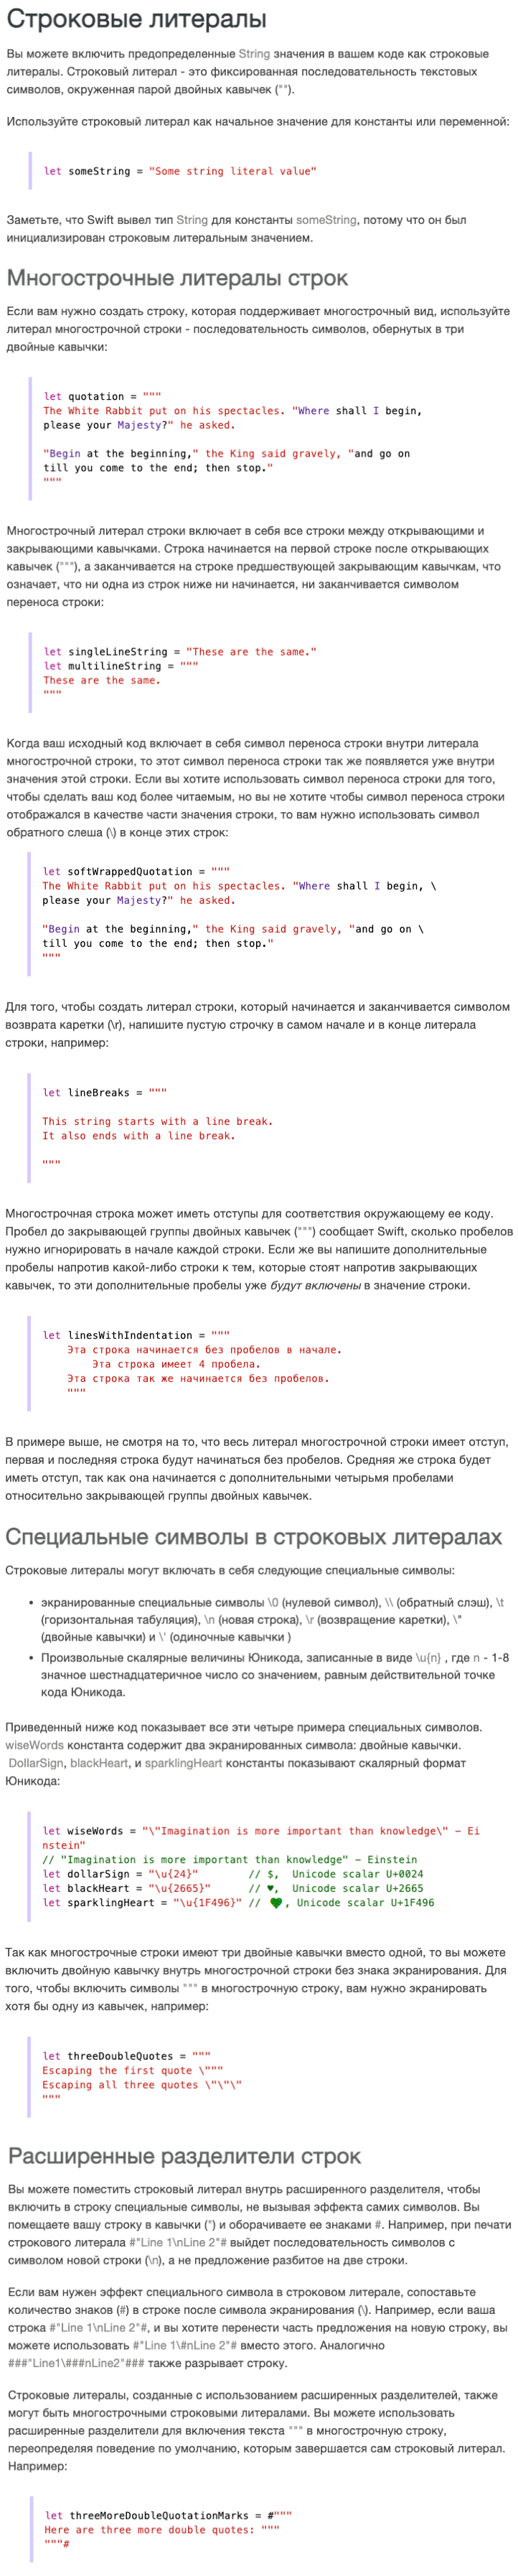 Строковые литералы
Вы можете включить предопределенные String значения в вашем коде как строковые
литералы. Строковый литерал - это фиксированная последовательность текстовых
символов, окруженная парой двойных кавычек ("").
Используйте строковый литерал как начальное значение для константы или переменной:
let someString = "Some string literal value"
Заметьте, что Swift вывел тип String для константы someString, потому что он был
инициализирован строковым литеральным значением.
Многострочные литералы строк
Если вам нужно создать строку, которая поддерживает многострочный вид, используйте
литерал многострочной строки - последовательность символов, обернутых в три
двойные кавычки:
let quotation = """
The White Rabbit put on his spectacles. "Where shall I begin,
please your Majesty?" he asked.
"Begin at the beginning," the King said gravely, "and go on
till you come to the end; then stop."
"""
Многострочный литерал строки включает в себя все строки между открывающими и
закрывающими кавычками. Строка начинается на первой строке после открывающих
кавычек ("""), а заканчивается на строке предшествующей закрывающим кавычкам, что
означает, что ни одна из строк ниже ни начинается, ни заканчивается символом
переноса строки:
let singleLineString = "These are the same."
let multilineString = """
These are the same.
"""
Когда ваш исходный код включает в себя символ переноса строки внутри литерала
многострочной строки, то этот символ переноса строки так же появляется уже внутри
значения этой строки. Если вы хотите использовать символ переноса строки для того,
чтобы сделать ваш код более читаемым, но вы не хотите чтобы символ переноса строки
отображался в качестве части значения строки, то вам нужно использовать символ
обратного слеша (\) в конце этих строк:
let softWrappedQuotation = """
The White Rabbit put on his spectacles. "Where shall I begin, \
please your Majesty?" he asked.
"Begin at the beginning," the King said gravely, "and go on \
till you come to the end; then stop."
"""
Для того, чтобы создать литерал строки, который начинается и заканчивается символом
возврата каретки (\r), напишите пустую строчку в самом начале и в конце литерала
строки, например:
let lineBreaks = """
This string starts with a line break.
It also ends with a line break.
"""
Многострочная строка может иметь отступы для соответствия окружающему ее коду.
Пробел до закрывающей группы двойных кавычек (""") сообщает Swift, сколько пробелов
нужно игнорировать в начале каждой строки. Если же вы напишите дополнительные
пробелы напротив какой-либо строки к тем, которые стоят напротив закрывающих
кавычек, то эти дополнительные пробелы уже будут включены в значение строки.
let linesWithIndentation = """
    Эта строка начинается без пробелов в начале.
        Эта строка имеет 4 пробела.
    Эта строка так же начинается без пробелов.
    """
В примере выше, не смотря на то, что весь литерал многострочной строки имеет отступ,
первая и последняя строка будут начинаться без пробелов. Средняя же строка будет
иметь отступ, так как она начинается с дополнительными четырьмя пробелами
относительно закрывающей группы двойных кавычек.
Специальные символы в строковых литералах
Строковые литералы могут включать в себя следующие специальные символы:
• экранированные специальные символы \0 (нулевой символ), \\ (обратный слэш), \t
(горизонтальная табуляция), \n (новая строка), \r (возвращение каретки), \"
(двойные кавычки) и \' (одиночные кавычки )
• Произвольные скалярные величины Юникода, записанные в виде \u{n} , где n - 1-8
значное шестнадцатеричное число со значением, равным действительной точке
кода Юникода.
Приведенный ниже код показывает все эти четыре примера специальных символов.
wiseWords константа содержит два экранированных символа: двойные кавычки.
DollarSign, blackHeart, и sparklingHeart константы показывают скалярный формат
Юникода:
let wiseWords = "\"Imagination is more important than knowledge\" – Ei
nstein"
// "Imagination is more important than knowledge" – Einstein
let dollarSign = "\u{24}"        // $,  Unicode scalar U+0024
let blackHeart = "\u{2665}"      // ♥,  Unicode scalar U+2665
let sparklingHeart = "\u{1F496}" // 💚, Unicode scalar U+1F496
Так как многострочные строки имеют три двойные кавычки вместо одной, то вы можете
включить двойную кавычку внутрь многострочной строки без знака экранирования. Для
того, чтобы включить символы """ в многострочную строку, вам нужно экранировать
хотя бы одну из кавычек, например:
let threeDoubleQuotes = """
Escaping the first quote \"""
Escaping all three quotes \"\"\"
"""
Расширенные разделители строк
Вы можете поместить строковый литерал внутрь расширенного разделителя, чтобы
включить в строку специальные символы, не вызывая эффекта самих символов. Вы
помещаете вашу строку в кавычки (") и оборачиваете ее знаками #. Например, при печати
строкового литерала #"Line 1\nLine 2"# выйдет последовательность символов с
символом новой строки (\n), а не предложение разбитое на две строки.
Если вам нужен эффект специального символа в строковом литерале, сопоставьте
количество знаков (#) в строке после символа экранирования (\). Например, если ваша
строка #"Line 1\nLine 2"#, и вы хотите перенести часть предложения на новую строку, вы
можете использовать #"Line 1\#nLine 2"# вместо этого. Аналогично
###"Line1\###nLine2"### также разрывает строку.
Строковые литералы, созданные с использованием расширенных разделителей, также
могут быть многострочными строковыми литералами. Вы можете использовать
расширенные разделители для включения текста """ в многострочную строку,
переопределяя поведение по умолчанию, которым завершается сам строковый литерал.
Например:
let threeMoreDoubleQuotationMarks = #"""
Here are three more double quotes: """
"""#